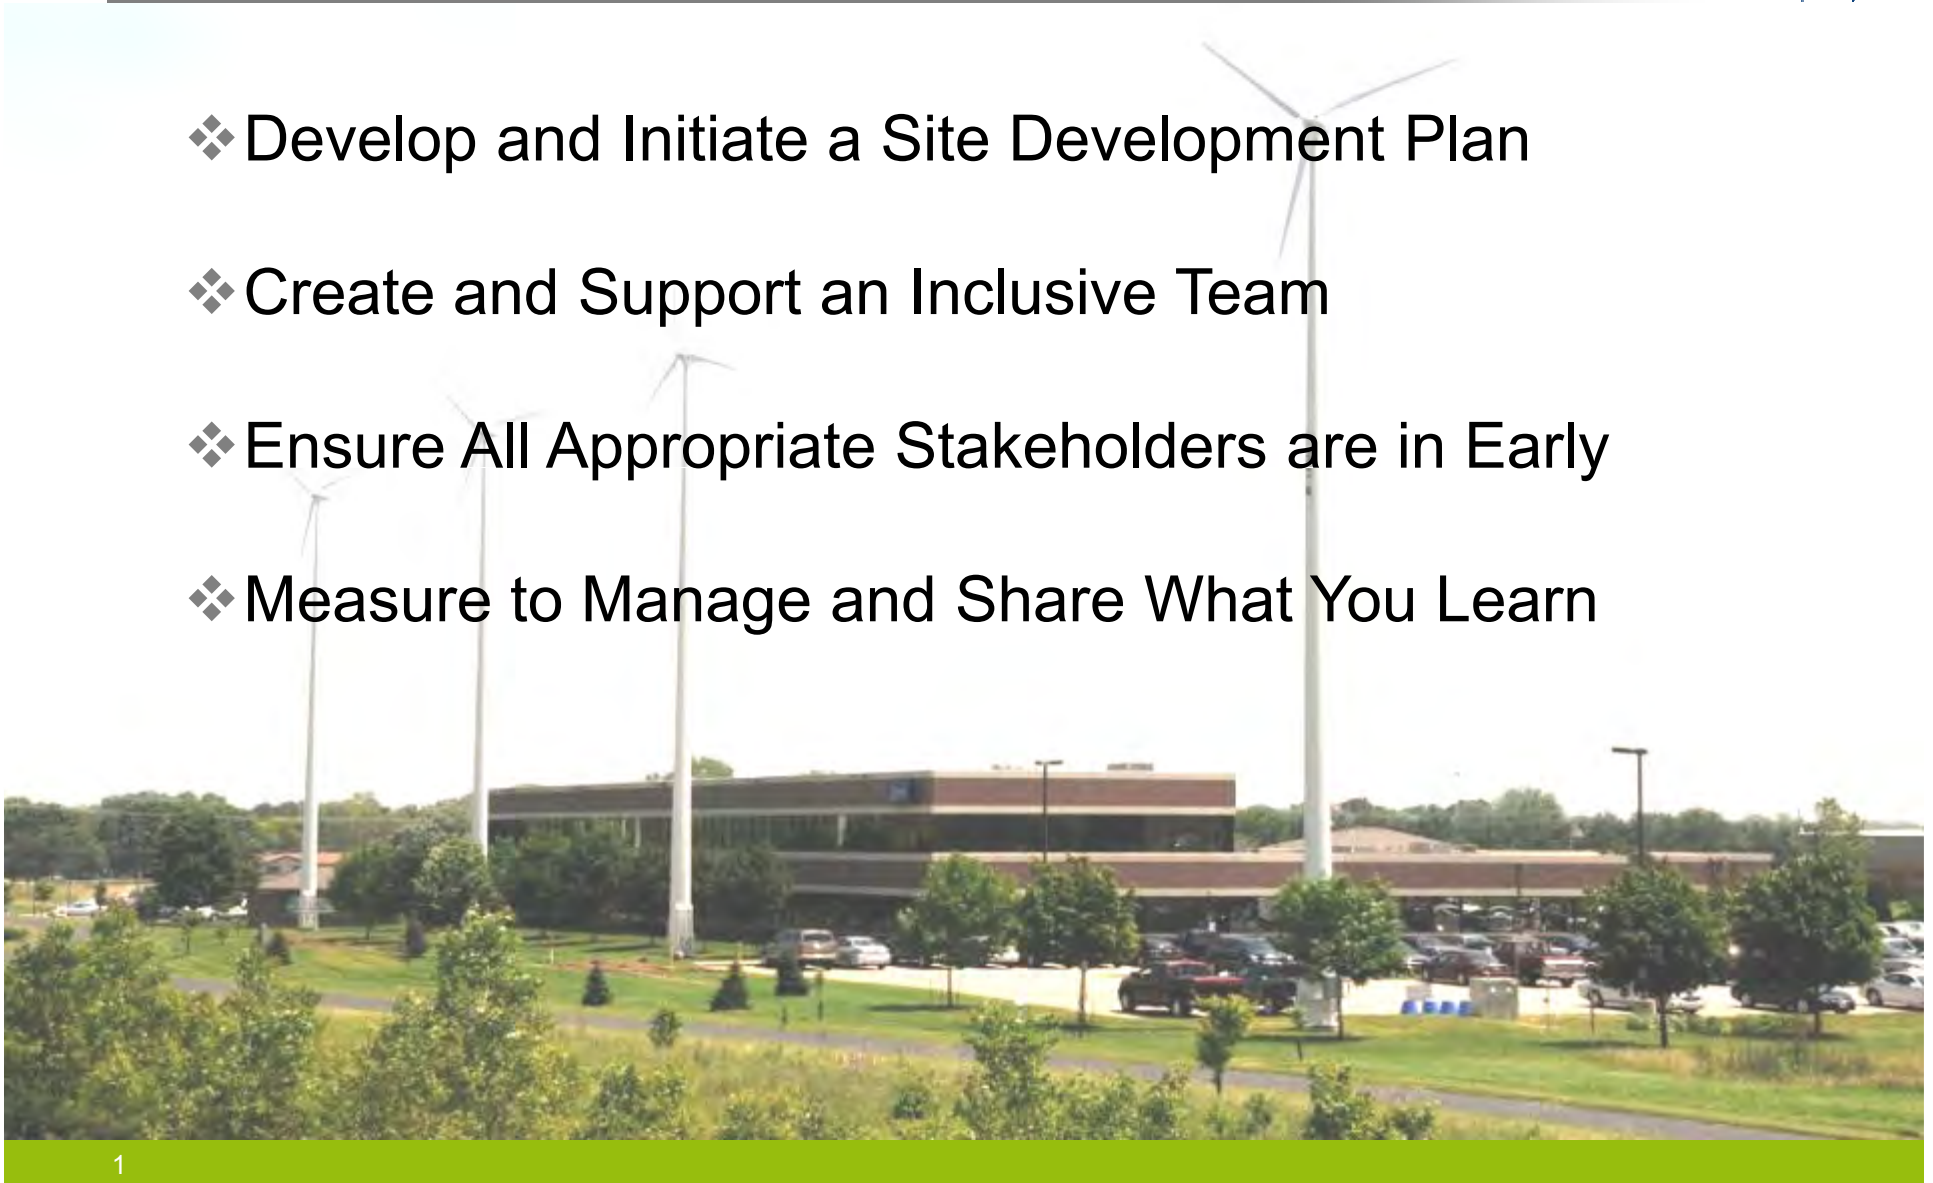 ❖Develop and Initiate a Site Development Plan
❖Create and Support an Inclusive Team
❖Ensure All Appropriate Stakeholders are in Early
❖Measure to Manage and Share What You Learn
1